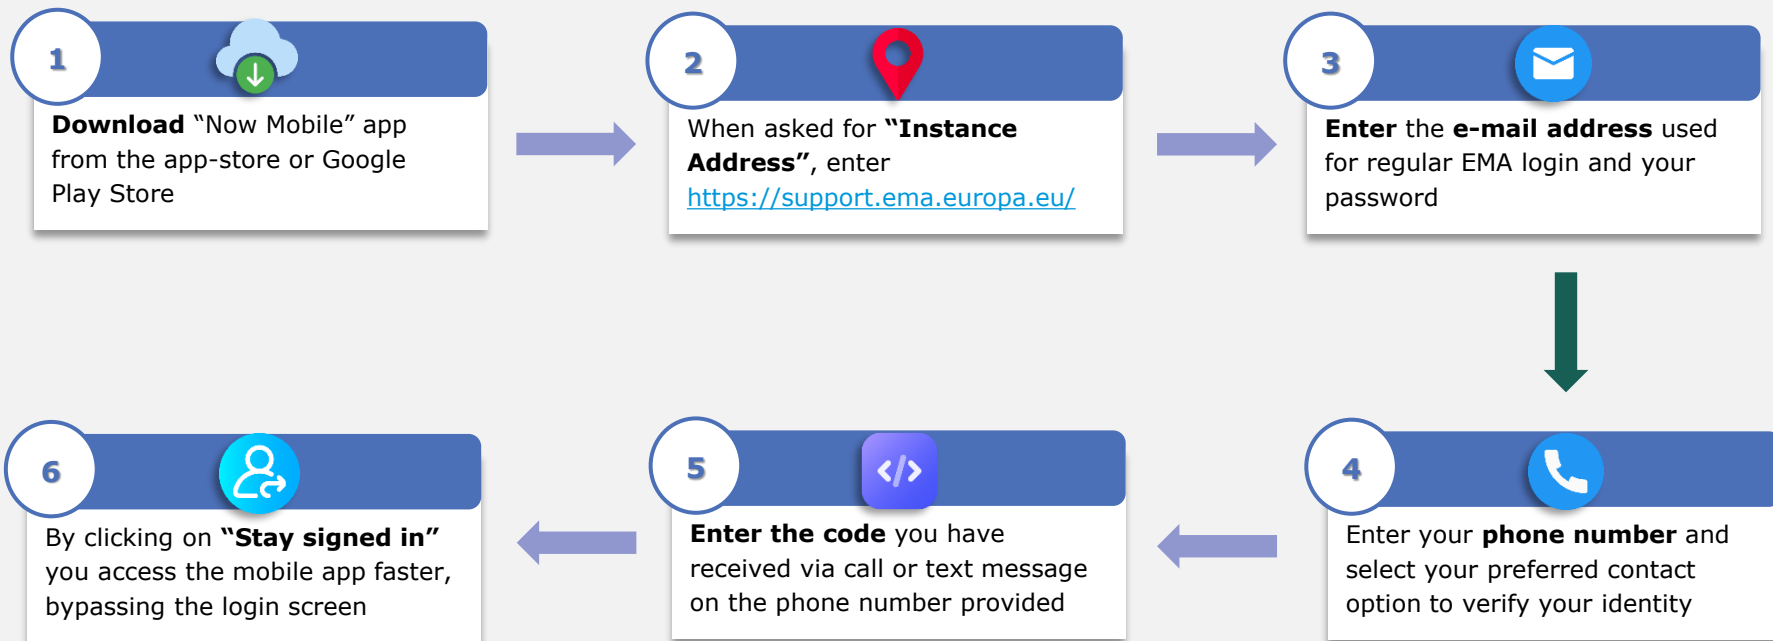 1
Download “Now Mobile” app
from the app-store or Google
Play Store
2
When asked for “Instance
Address”, enter
https://support.ema.europa.eu/
3
Enter the e-mail address used
for regular EMA login and your
password
4
Enter your phone number and
select your preferred contact
option to verify your identity
5
Enter the code you have
received via call or text message
on the phone number provided
6
By clicking on “Stay signed in”
you access the mobile app faster,
bypassing the login screen